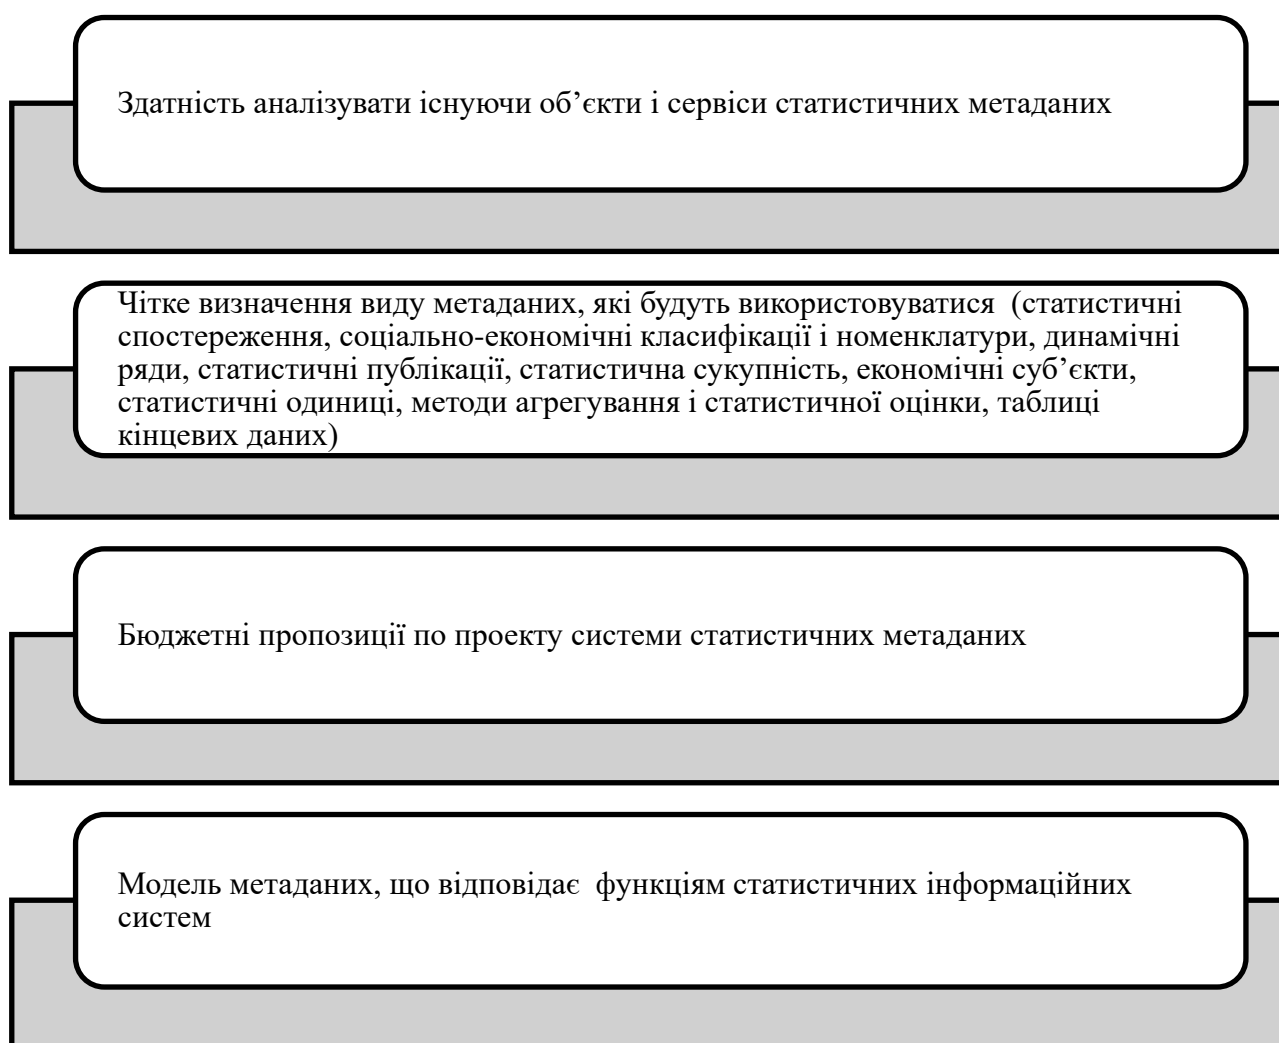 Здатність аналізувати існуючи об’єкти і сервіси статистичних метаданих
Чітке визначення виду метаданих, які будуть використовуватися (статистичні
спостереження, соціально-економічні класифікації і номенклатури, динамічні
ряди, статистичні публікації, статистична сукупність, економічні суб’єкти,
статистичні одиниці, методи агрегування і статистичної оцінки, таблиці
кінцевих даних)
Бюджетні пропозиції по проекту системи статистичних метаданих
Модель метаданих, що відповідає функціям статистичних інформаційних
систем